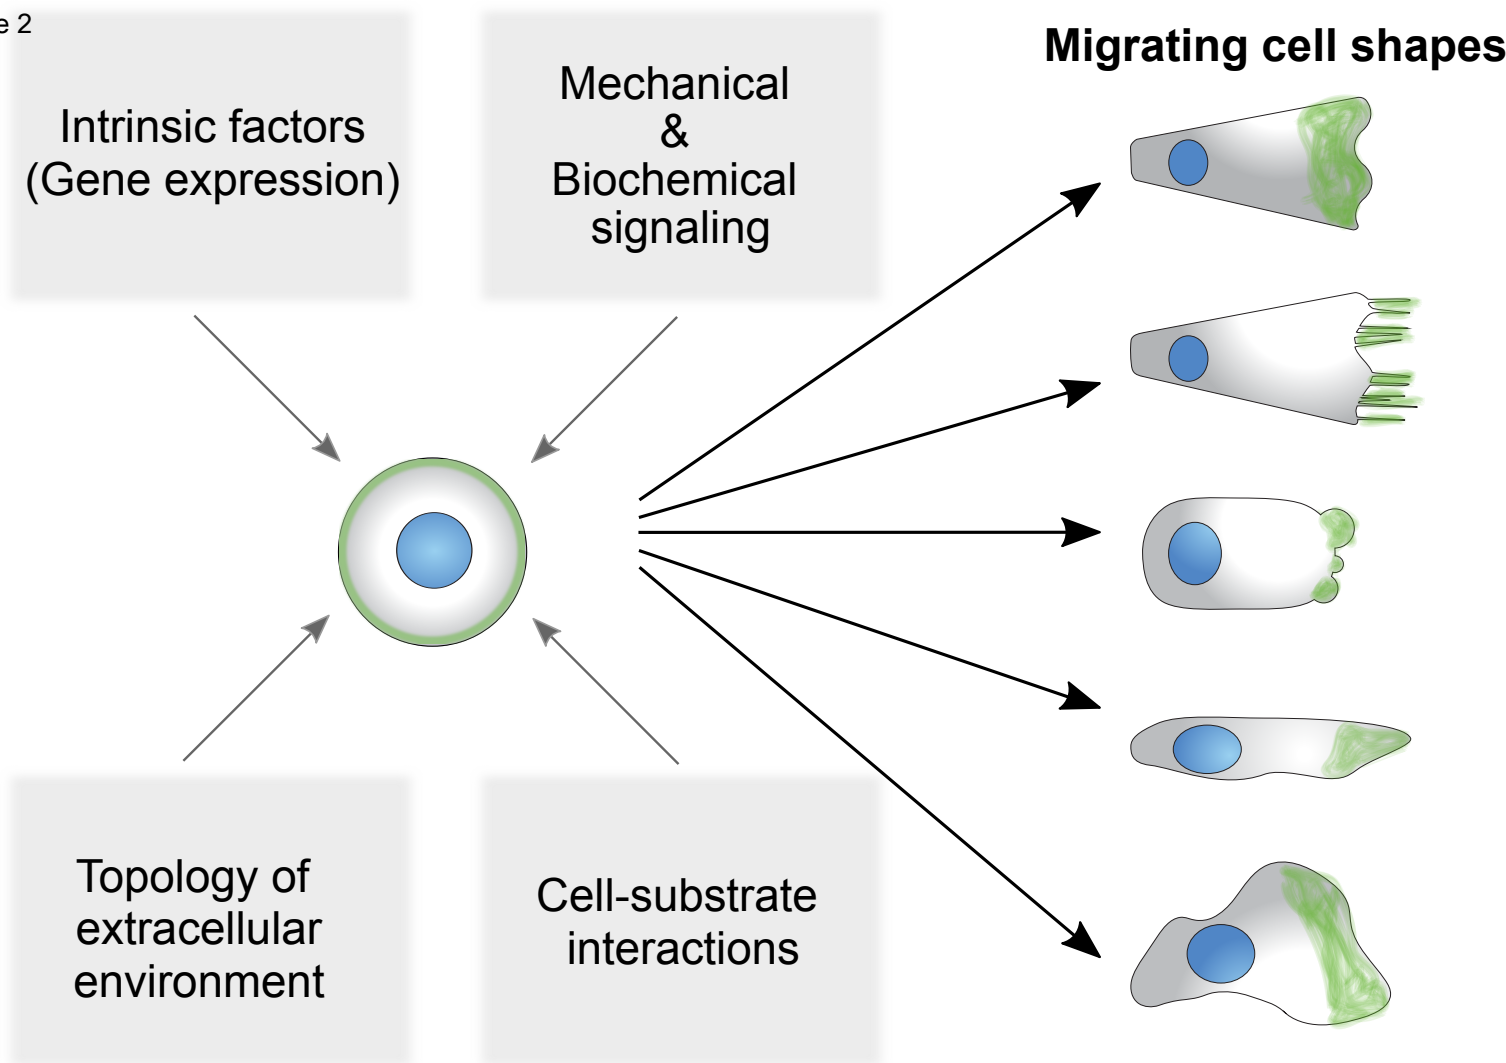 e 2
Intrinsic factors
(Gene expression)
Mechanical
&
Biochemical
signaling
Migrating cell shapes
Topology of
extracellular
environment
Cell-substrate
interactions